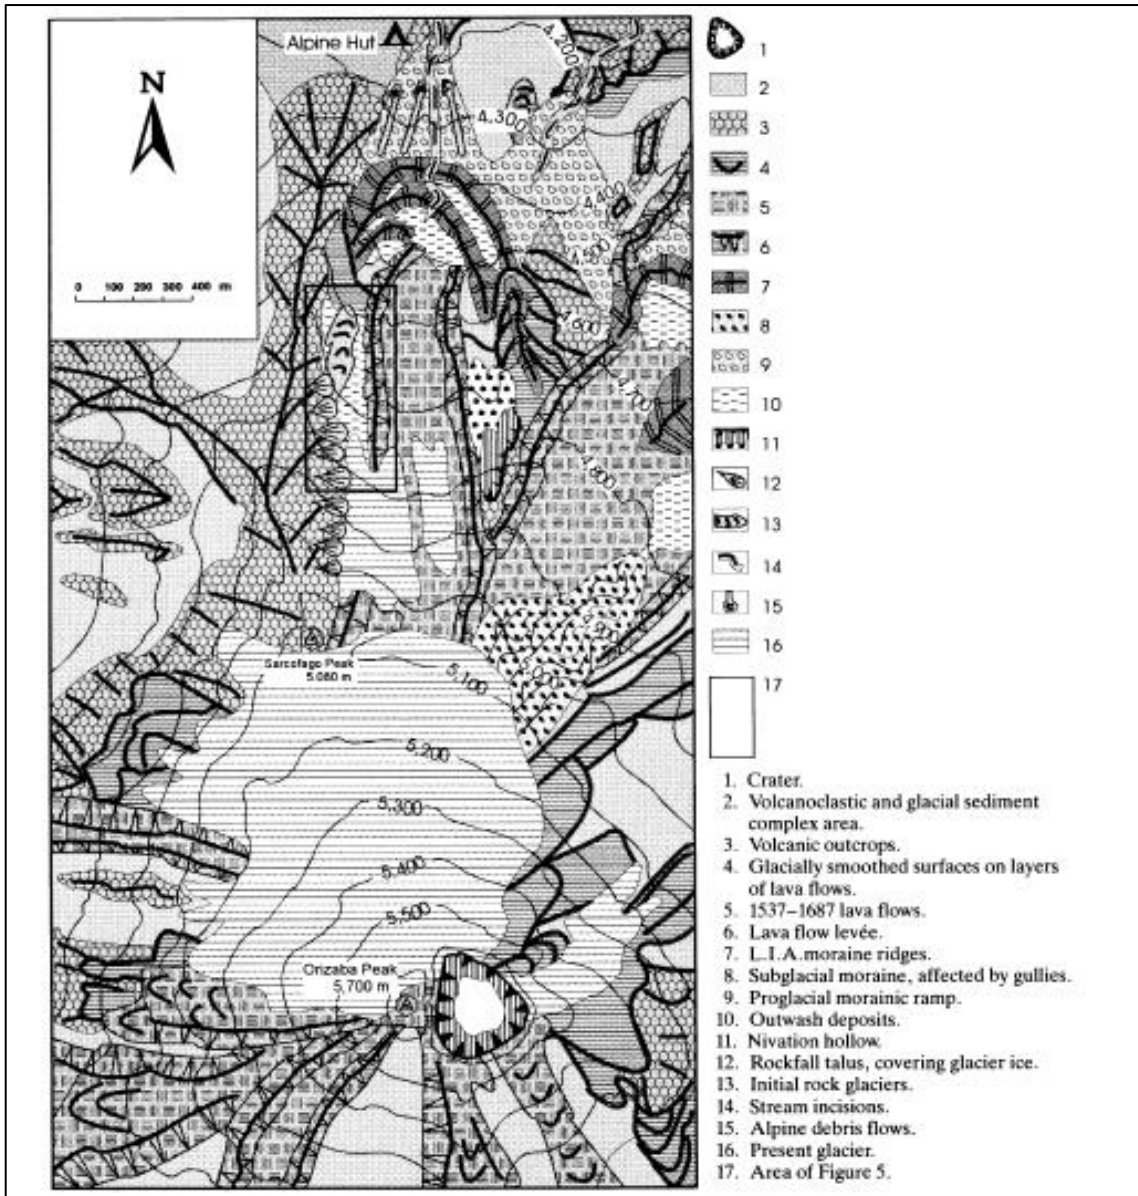 Alpine Hut
N
0 100 200 300 400 m
4,200
4,300
4,400
4,500
4,600
4,700
4,800
4,900
5,000
5,100
Sarcofago Peak
5.080 m
5,200
5,300
5,400
5,500
Orizaba Peak
5,700 m
1
2
3
4
5
6
7
8
9
10
11
12
13
14
15
16
17
1. Crater.
2. Volcanoclastic and glacial sediment
complex area.
3. Volcanic outcrops.
4. Glacially smoothed surfaces on layers
of lava flows.
5. 1537–1687 lava flows.
6. Lava flow levée.
7. L.I.A.moraine ridges.
8. Subglacial moraine, affected by gullies.
9. Proglacial morainic ramp.
10. Outwash deposits.
11. Nivation hollow.
12. Rockfall talus, covering glacier ice.
13. Initial rock glaciers.
14. Stream incisions.
15. Alpine debris flows.
16. Present glacier.
17. Area of Figure 5.